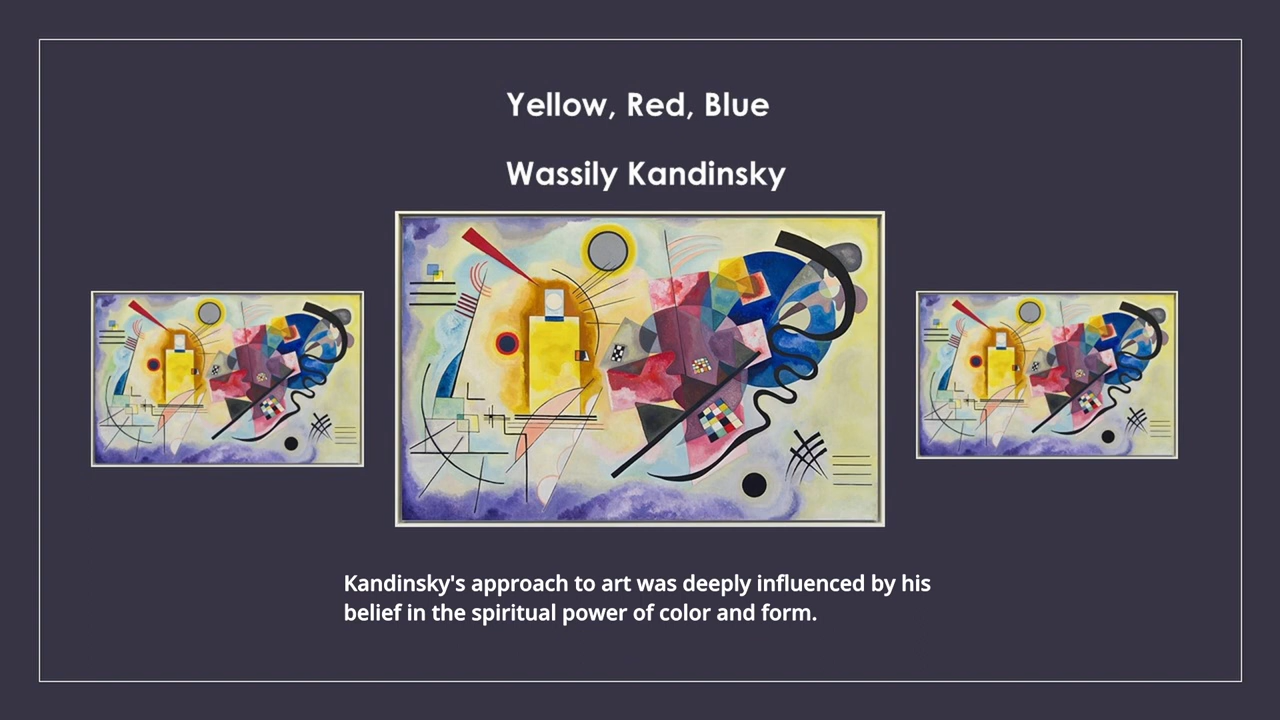 Yellow, Red, Blue
Wassily Kandinsky
Kandinsky's approach to art was deeply influenced by his
belief in the spiritual power of color and form.